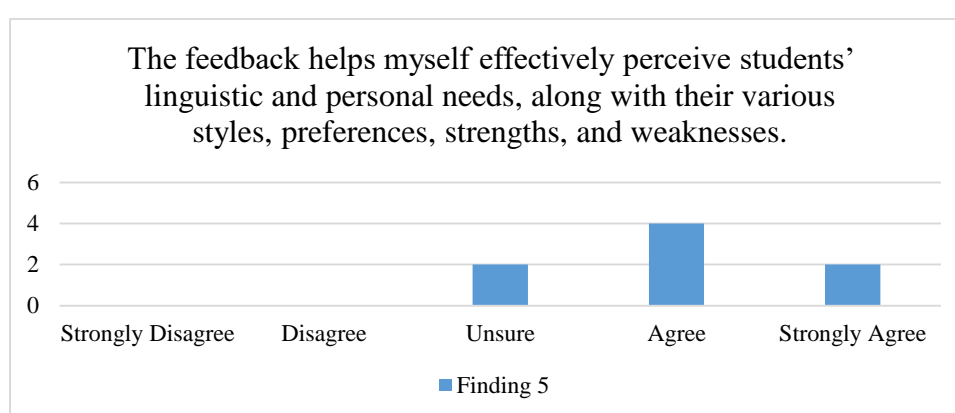 The feedback helps myself effectively perceive students’
linguistic and personal needs, along with their various
styles, preferences, strengths, and weaknesses.
6
4
2
0
Strongly Disagree Disagree Unsure Agree Strongly Agree
Finding 5